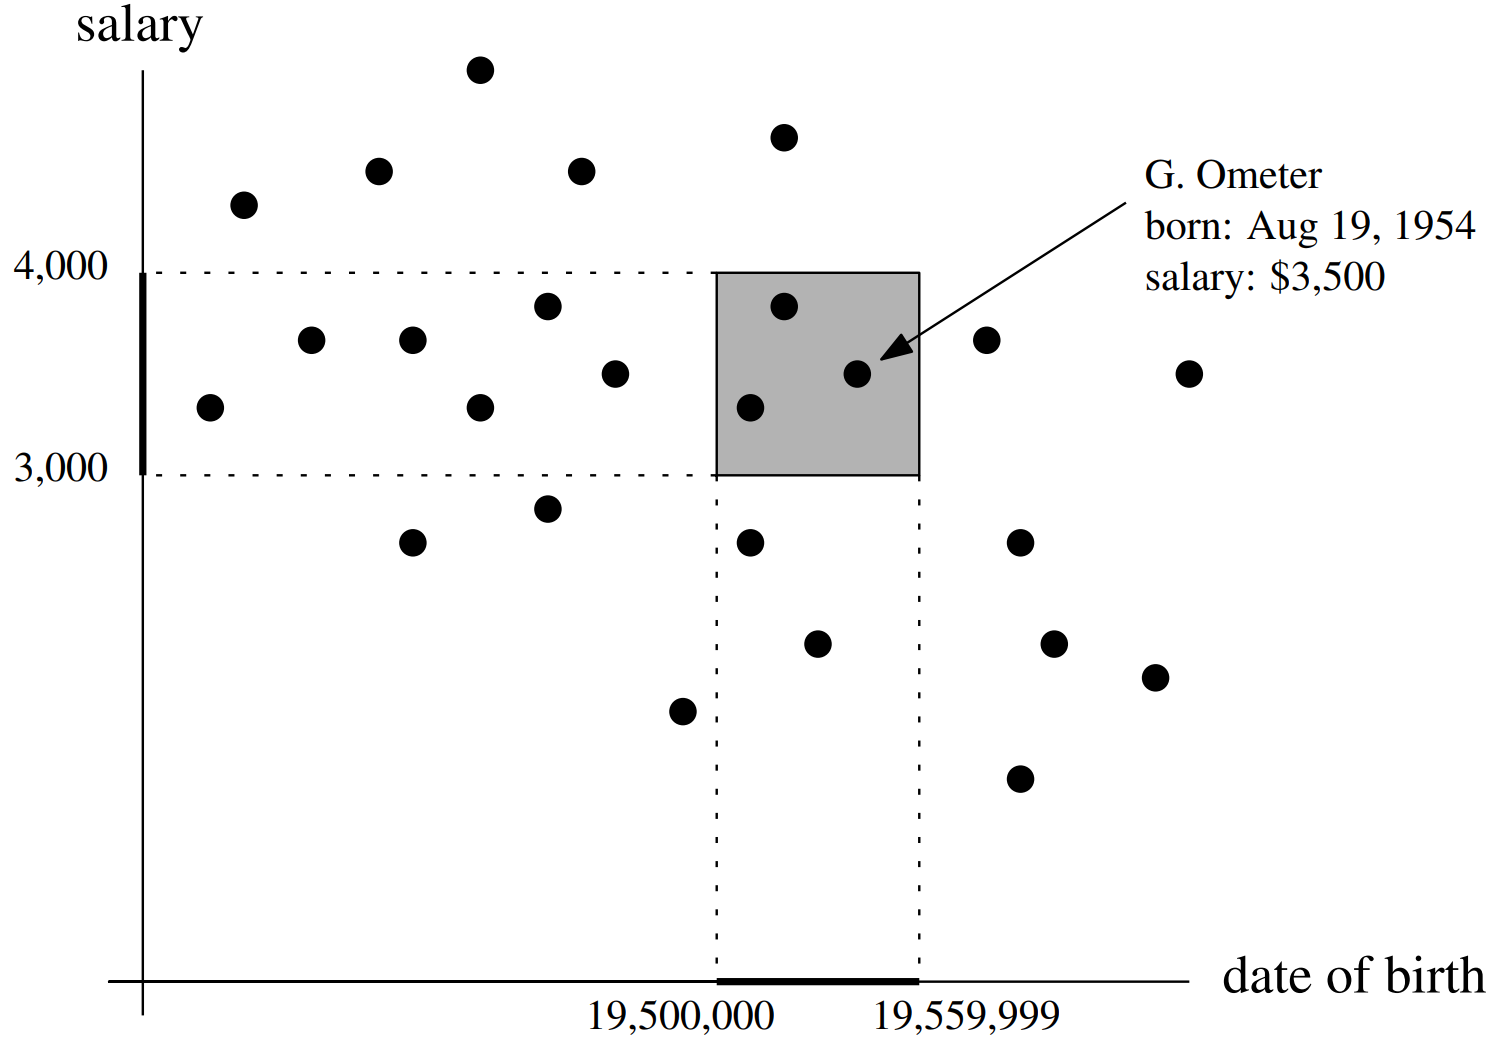 salary
G. Ometer
born: Aug 19, 1954
salary: $3,500
4,000
3,000
date of birth
19,500,000
19,559,999